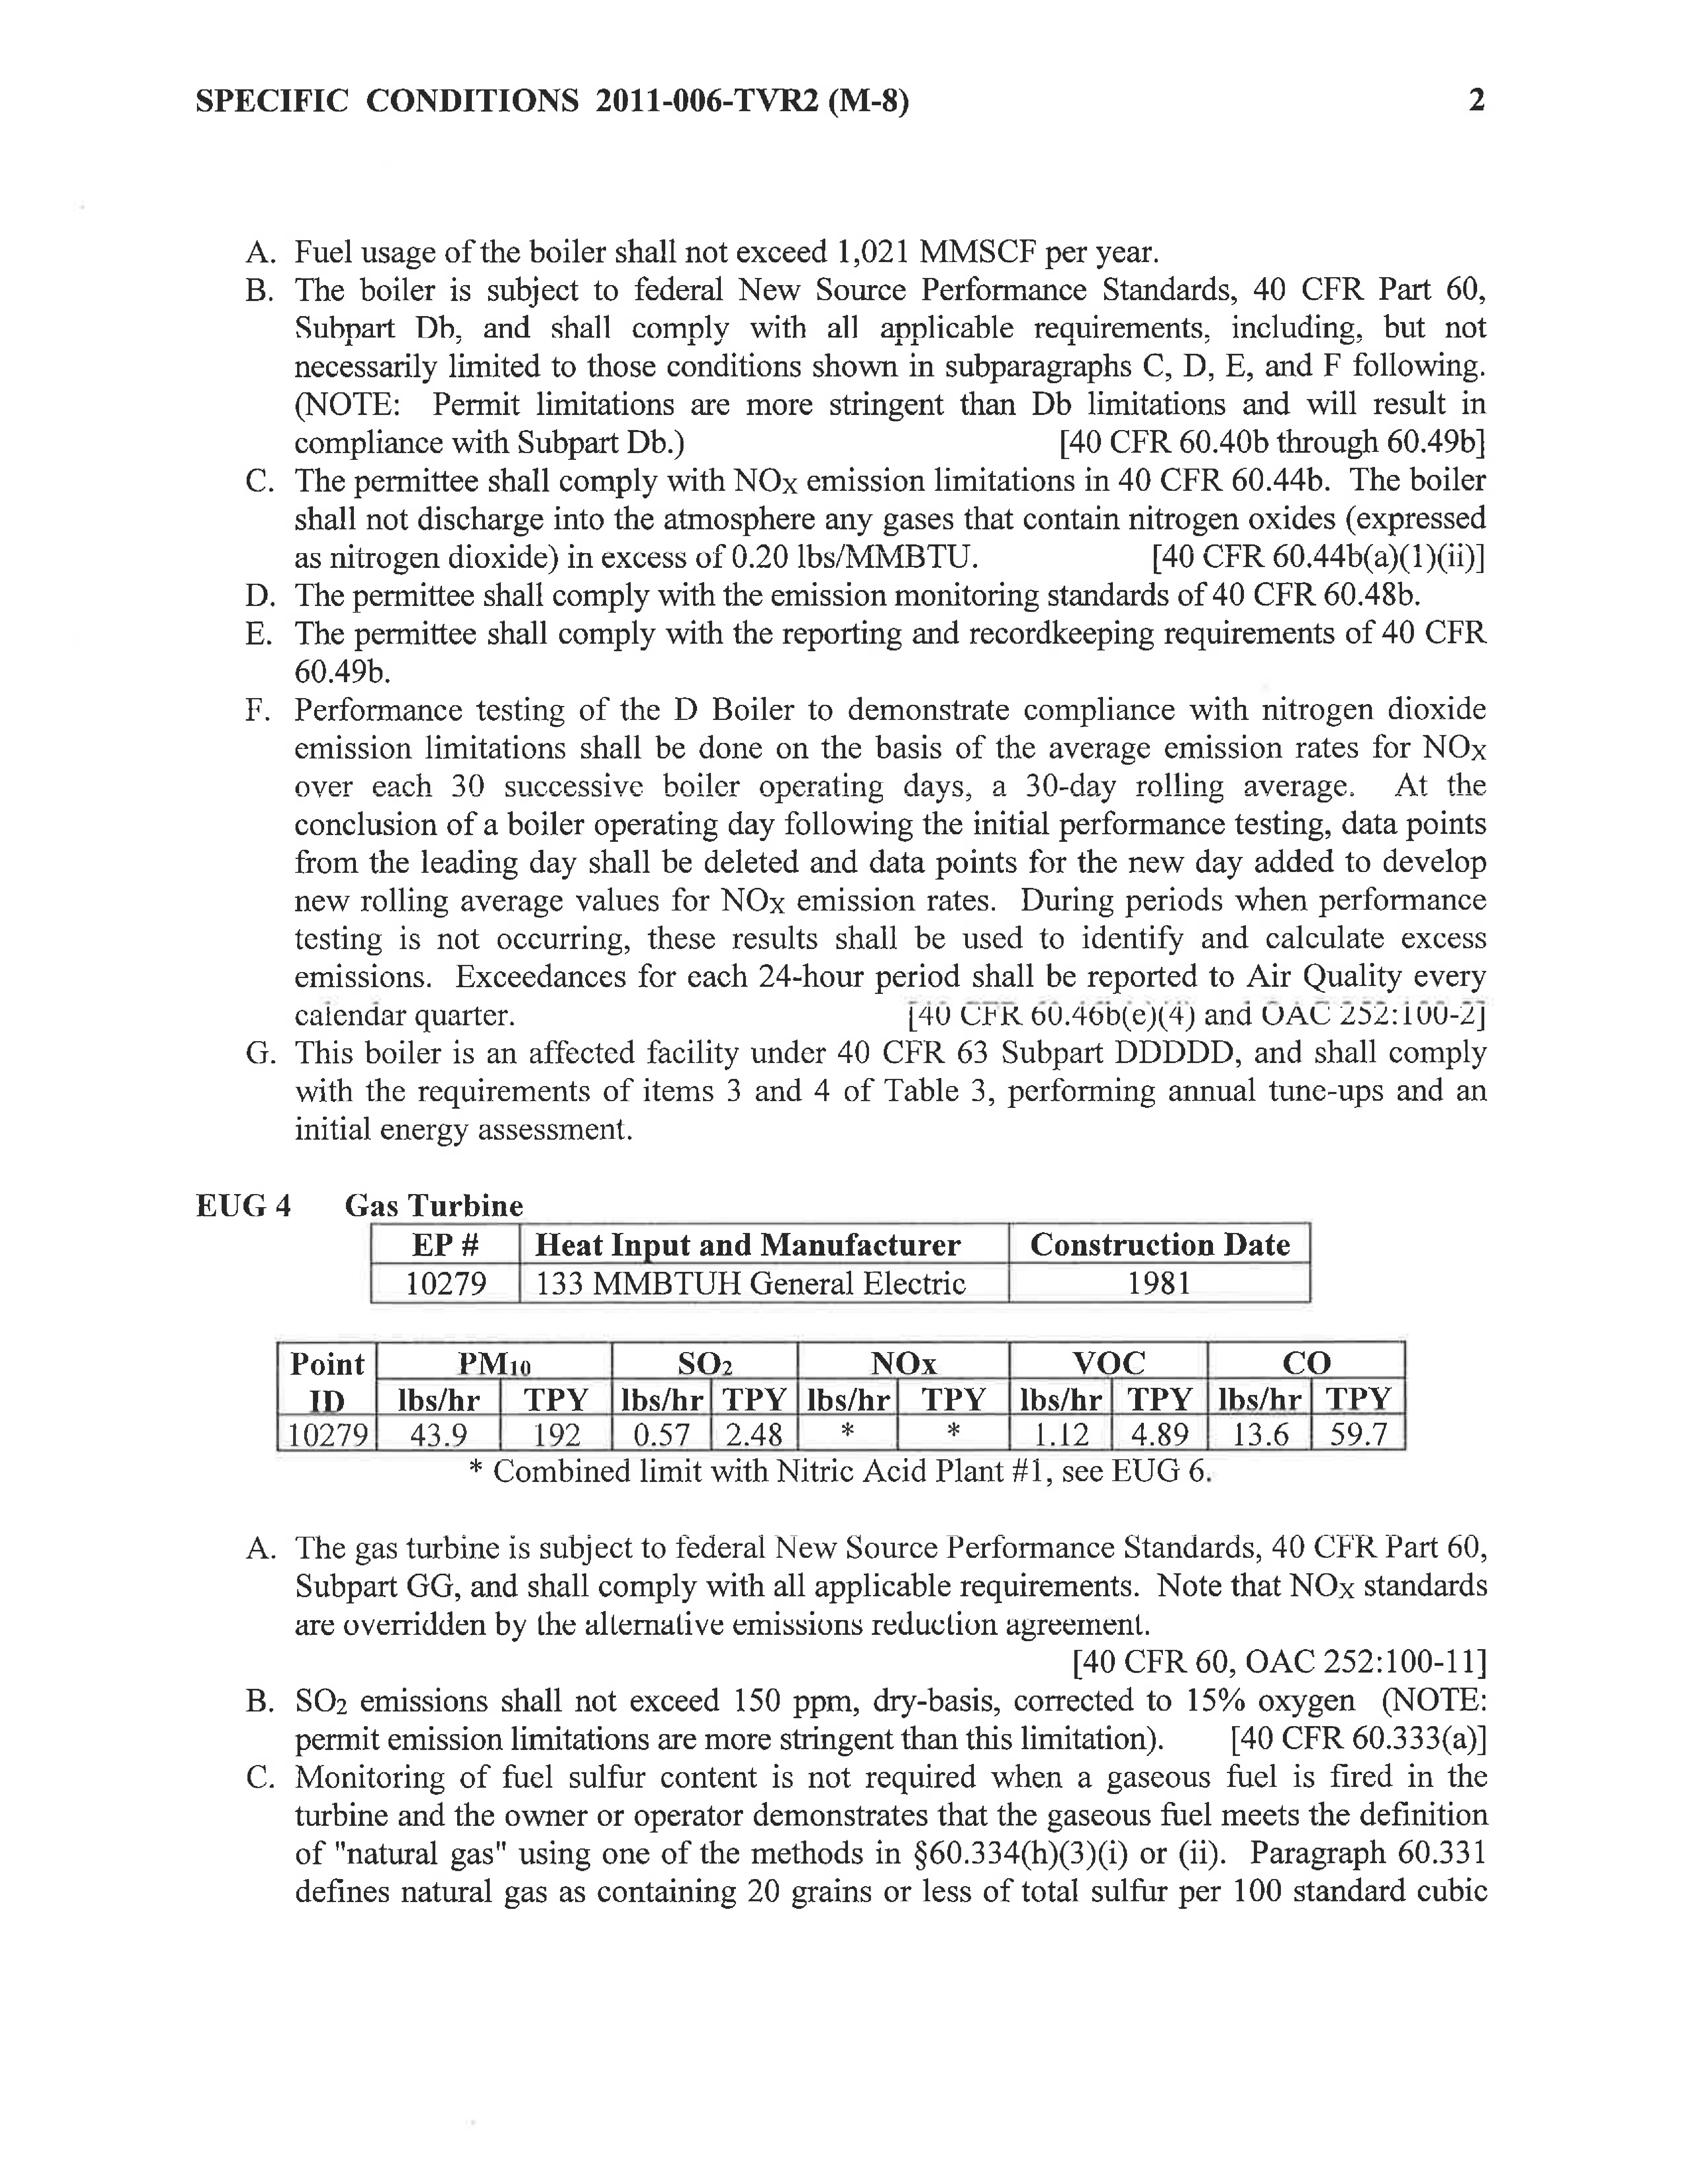 SPECIFIC CONDITIONS 2011-006-TVR2 (M-8) 2
A. Fuel usage of the boiler shall not exceed 1,021 MMSCF per year.
B. The boiler is subject to federal New Source Performance Standards, 40 CFR Part 60,
Subpart Db, and shall comply with all applicable requirements, including, but not
necessarily limited to those conditions shown in subparagraphs C, D, E, and F following.
(NOTE: Permit limitations are more stringent than Db limitations and will result in
compliance with Subpart Db.) [40 CFR 60.40b through 60.49b]
C. The permittee shall comply with NOx emission limitations in 40 CFR 60.44b. The boiler
shall not discharge into the atmosphere any gases that contain nitrogen oxides (expressed
as nitrogen dioxide) in excess of 0.20 lbs/MMBTU. [40 CFR 60.44b(a)(1)(ii)]
D. The permittee shall comply with the emission monitoring standards of 40 CFR 60.48b.
E. The permittee shall comply with the reporting and recordkeeping requirements of 40 CFR
60.49b.
F. Performance testing of the D Boiler to demonstrate compliance with nitrogen dioxide
emission limitations shall be done on the basis of the average emission rates for NOx
over each 30 successive boiler operating days, a 30-day rolling average. At the
conclusion of a boiler operating day following the initial performance testing, data points
from the leading day shall be deleted and data points for the new day added to develop
new rolling average values for NOx emission rates. During periods when performance
testing is not occurring, these results shall be used to identify and calculate excess
emissions. Exceedances for each 24-hour period shall be reported to Air Quality every
calendar quarter. [40 CFR 60.46b(e)(4) and OAC 252:100-2]
G. This boiler is an affected facility under 40 CFR 63 Subpart DDDDD, and shall comply
with the requirements of items 3 and 4 of Table 3, performing annual tune-ups and an
initial energy assessment.
EUG 4 Gas Turbine
EP # Heat Input and Manufacturer Construction Date
10279 133 MMBTUH General Electric 1981
Point PM10 SO2 NOx VOC CO
ID lbs/hr TPY lbs/hr TPY lbs/hr TPY lbs/hr TPY lbs/hr TPY
10279 43.9 192 0.57 2.48 * * 1.12 4.89 13.6 59.7
* Combined limit with Nitric Acid Plant #1, see EUG 6.
A. The gas turbine is subject to federal New Source Performance Standards, 40 CFR Part 60,
Subpart GG, and shall comply with all applicable requirements. Note that NOx standards
are overridden by the alternative emissions reduction agreement.
[40 CFR 60, OAC 252:100-11]
B. SO2 emissions shall not exceed 150 ppm, dry-basis, corrected to 15% oxygen (NOTE:
permit emission limitations are more stringent than this limitation). [40 CFR 60.333(a)]
C. Monitoring of fuel sulfur content is not required when a gaseous fuel is fired in the
turbine and the owner or operator demonstrates that the gaseous fuel meets the definition
of "natural gas" using one of the methods in §60.334(h)(3)(i) or (ii). Paragraph 60.331
defines natural gas as containing 20 grains or less of total sulfur per 100 standard cubic